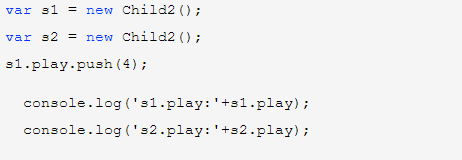 var s1 = new Child2();
var s2 = new Child2();
s1.play.push(4);
console.log('s1.play:'+s1.play);
console.log('s2.play:'+s2.play);